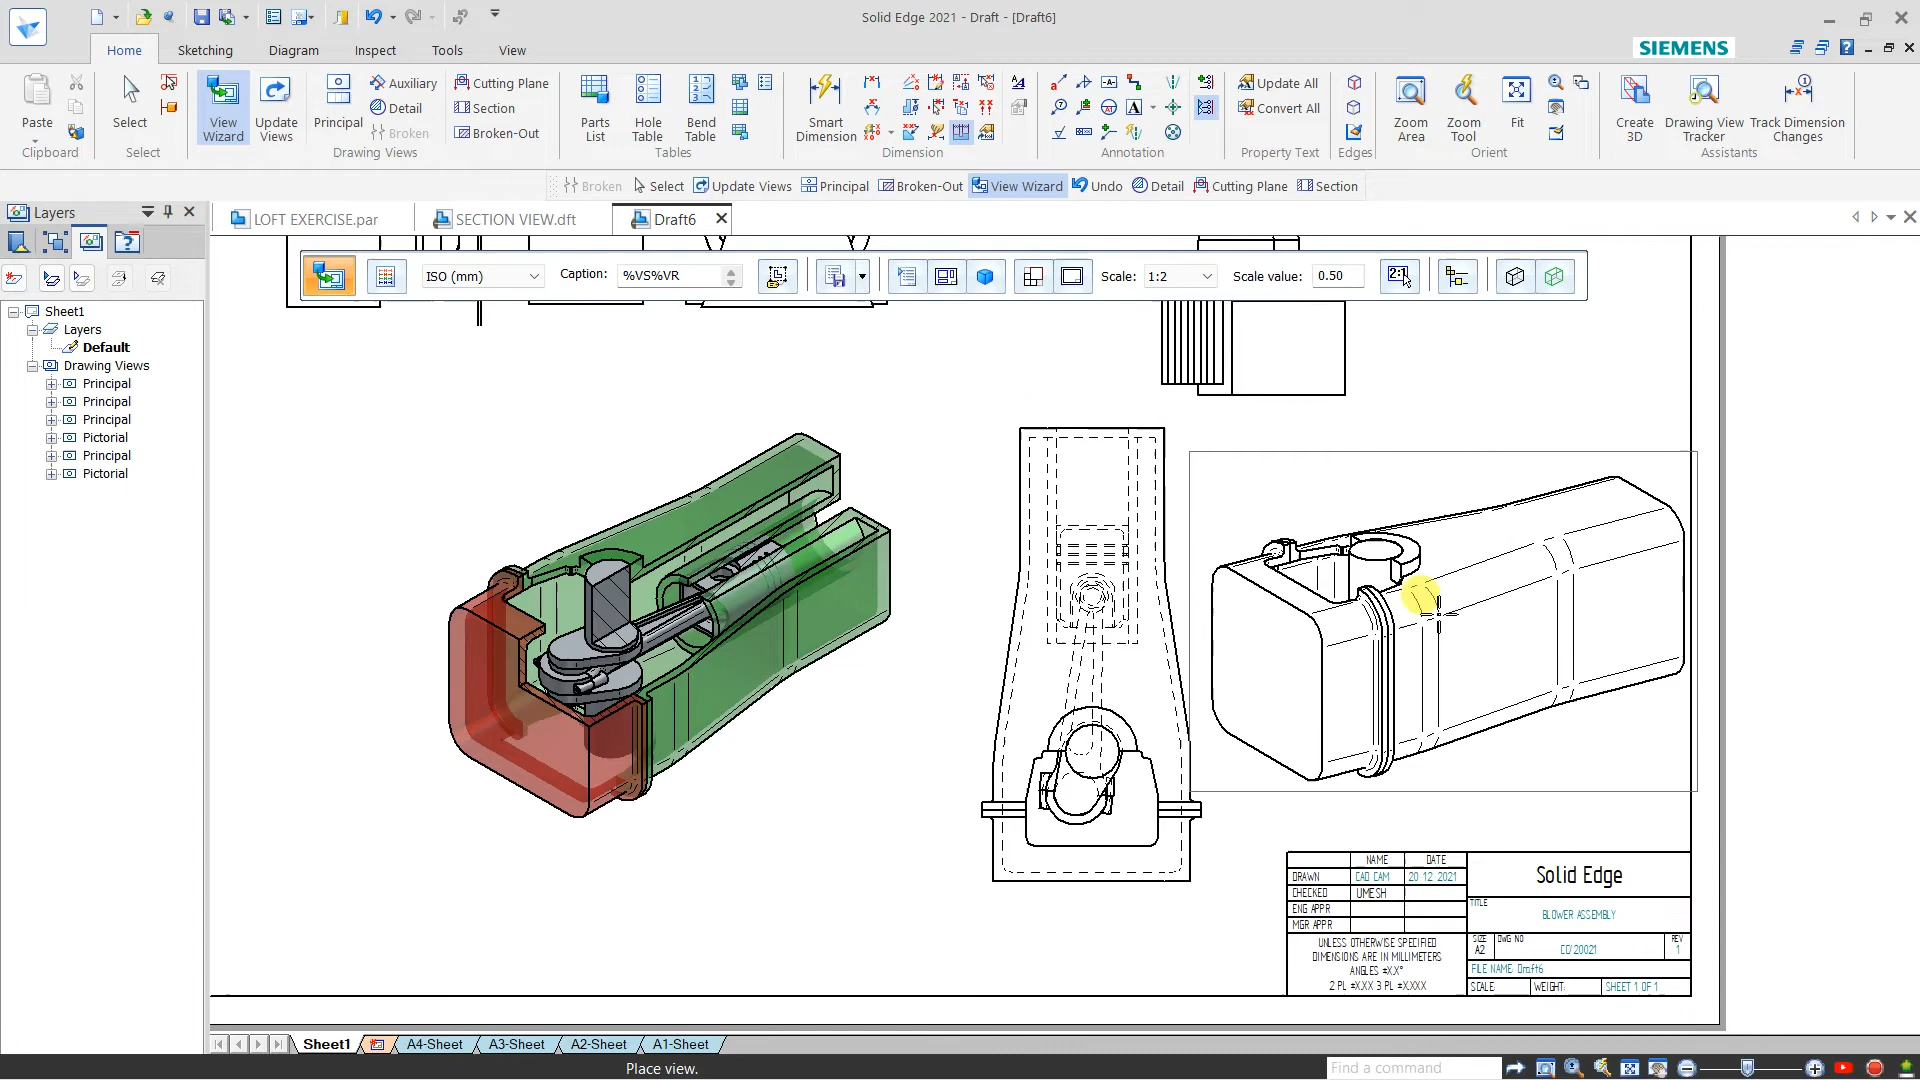 Solid Edge 2021 - Draft - [Draft6]
Home
Sketching
Diagram
Inspect
Tools
View
SIEMENS
Paste
Clipboard
Select
Select
View Wizard
Update Views
Principal
Auxiliary
Detail
Broken
Cutting Plane
Section
Broken-Out
Drawing Views
Parts List
Hole Table
Bend Table
Tables
Smart Dimension
Dimension
Annotation
Update All
Convert All
Property Text
Edges
Zoom Area
Zoom Tool
Fit
Orient
Create 3D
Drawing View Tracker
Track Dimension Changes
Assistants
Broken
Select
Update Views
Principal
Broken-Out
View Wizard
Undo
Detail
Cutting Plane
Section
Layers
LOFT EXERCISE.par
SECTION VIEW.dft
Draft6
ISO (mm)
Caption:
%VS%VR
Scale: 1:2
Scale value: 0.50
Sheet1
Layers
Default
Drawing Views
Principal
Principal
Principal
Pictorial
Principal
Pictorial
NAME
DATE
DRAWN
CAD CAM
20 12 2021
CHECKED
UMESH
ENG APPR
MGR APPR
UNLESS OTHERWISE SPECIFIED
DIMENSIONS ARE IN MILLIMETERS
ANGLES ±X.X°
2 PL ±X.XX 3 PL ±X.XXX
Solid Edge
TITLE
BLOWER ASSEMBLY
SIZE
A2
DWG NO
CC/20021
REV
1
FILE NAME: Draft6
SCALE:
WEIGHT:
SHEET 1 OF 1
Sheet1
A4-Sheet
A3-Sheet
A2-Sheet
A1-Sheet
Place view.
Find a command